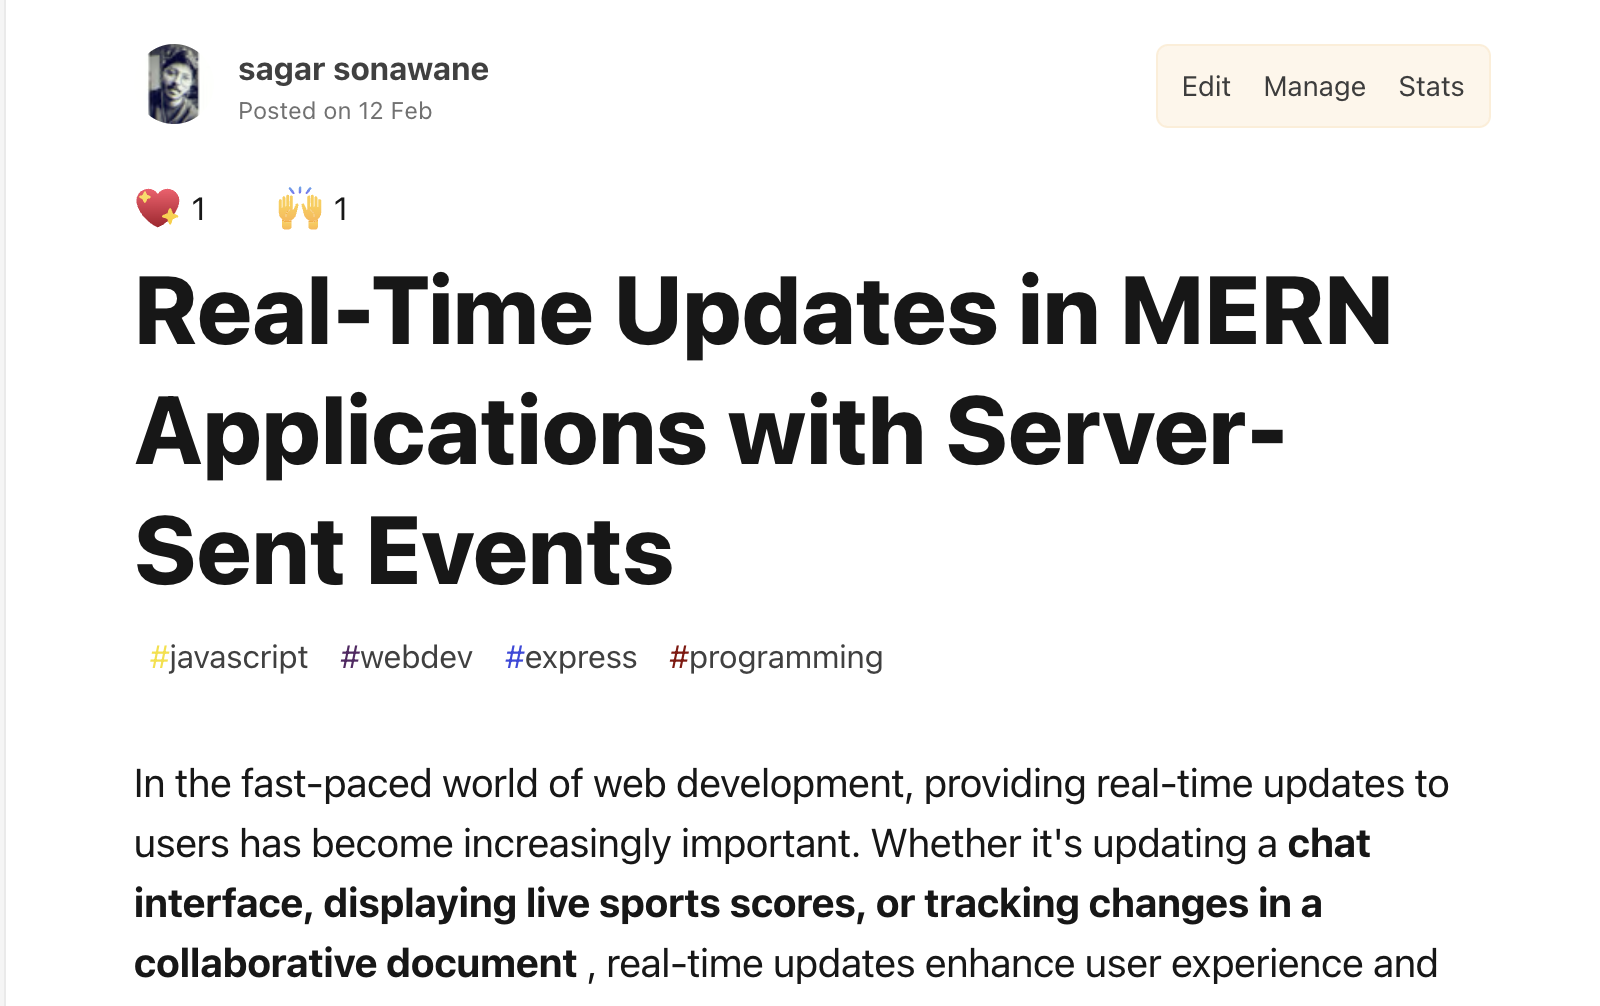 sagar sonawane
Posted on 12 Feb
Edit Manage Stats
1 1
Real-Time Updates in MERN
Applications with Server-
Sent Events
#javascript #webdev #express #programming
In the fast-paced world of web development, providing real-time updates to
users has become increasingly important. Whether it's updating a chat
interface, displaying live sports scores, or tracking changes in a
collaborative document , real-time updates enhance user experience and